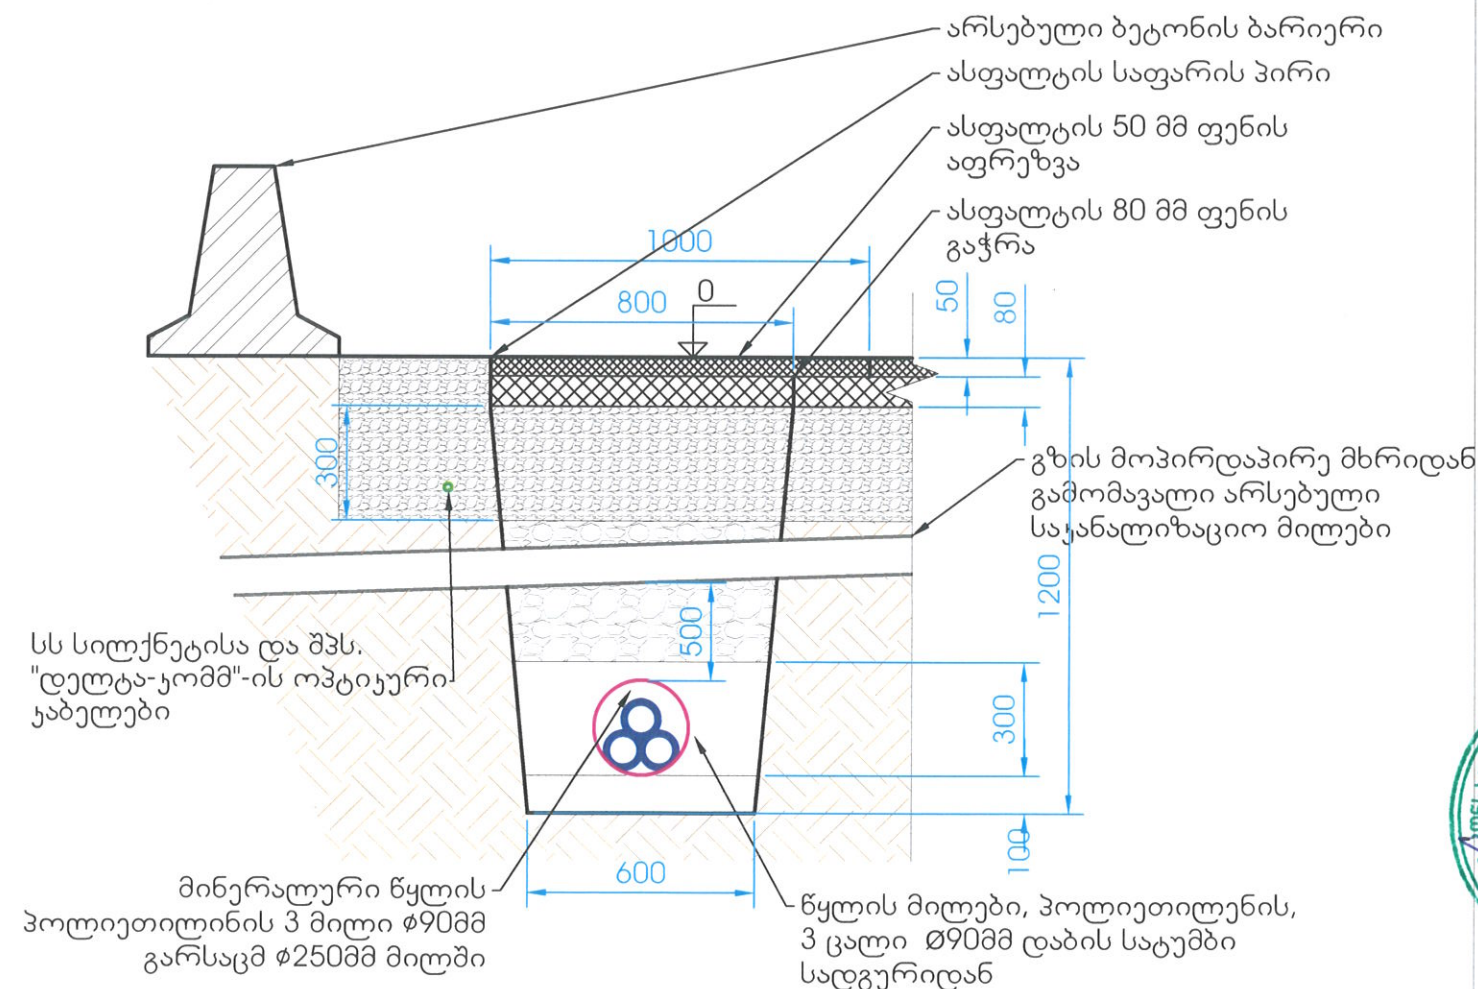 არსებული ბეტონის ბარიერი
ასფალტის საფარის პირი
ასფალტის 50 მმ ფენის
აფრეზვა
ასფალტის 80 მმ ფენის
გაჭრა
1000
800
0
50
80
300
გზის მოპირდაპირე მხრიდან
გამომავალი არსებული
საკანალიზაციო მილები
1200
500
სს სილქნეტისა და შპს.
"დელტა-კომმ"-ის ოპტიკური
კაბელები
300
100
600
მინერალური წყლის
პოლიეთილინის 3 მილი ϕ90მმ
გარსაცმ ϕ250მმ მილში
წყლის მილები, პოლიეთილენის,
3 ცალი Ø90მმ დაბის სატუმბი
სადგურიდან